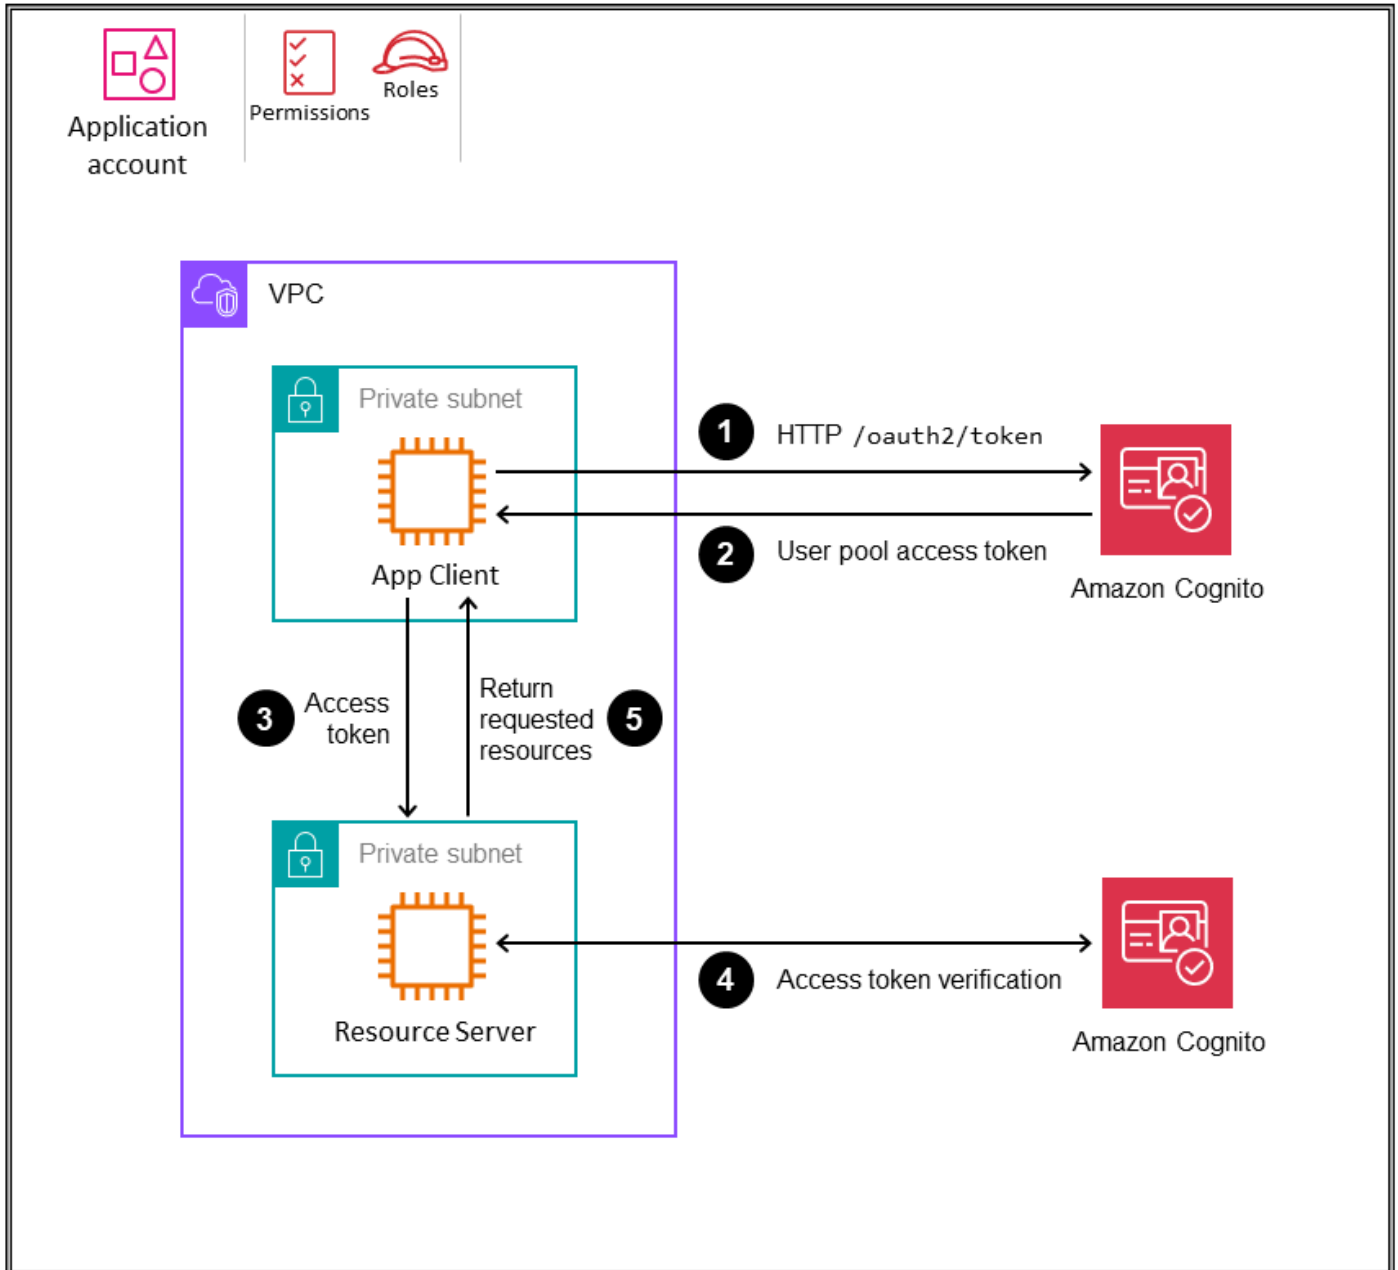 Application
account
Permissions
Roles
VPC
Private subnet
App Client
1 HTTP /oauth2/token
2 User pool access token
Amazon Cognito
3 Access
token
Return
requested
resources
5
Private subnet
Resource Server
4 Access token verification
Amazon Cognito